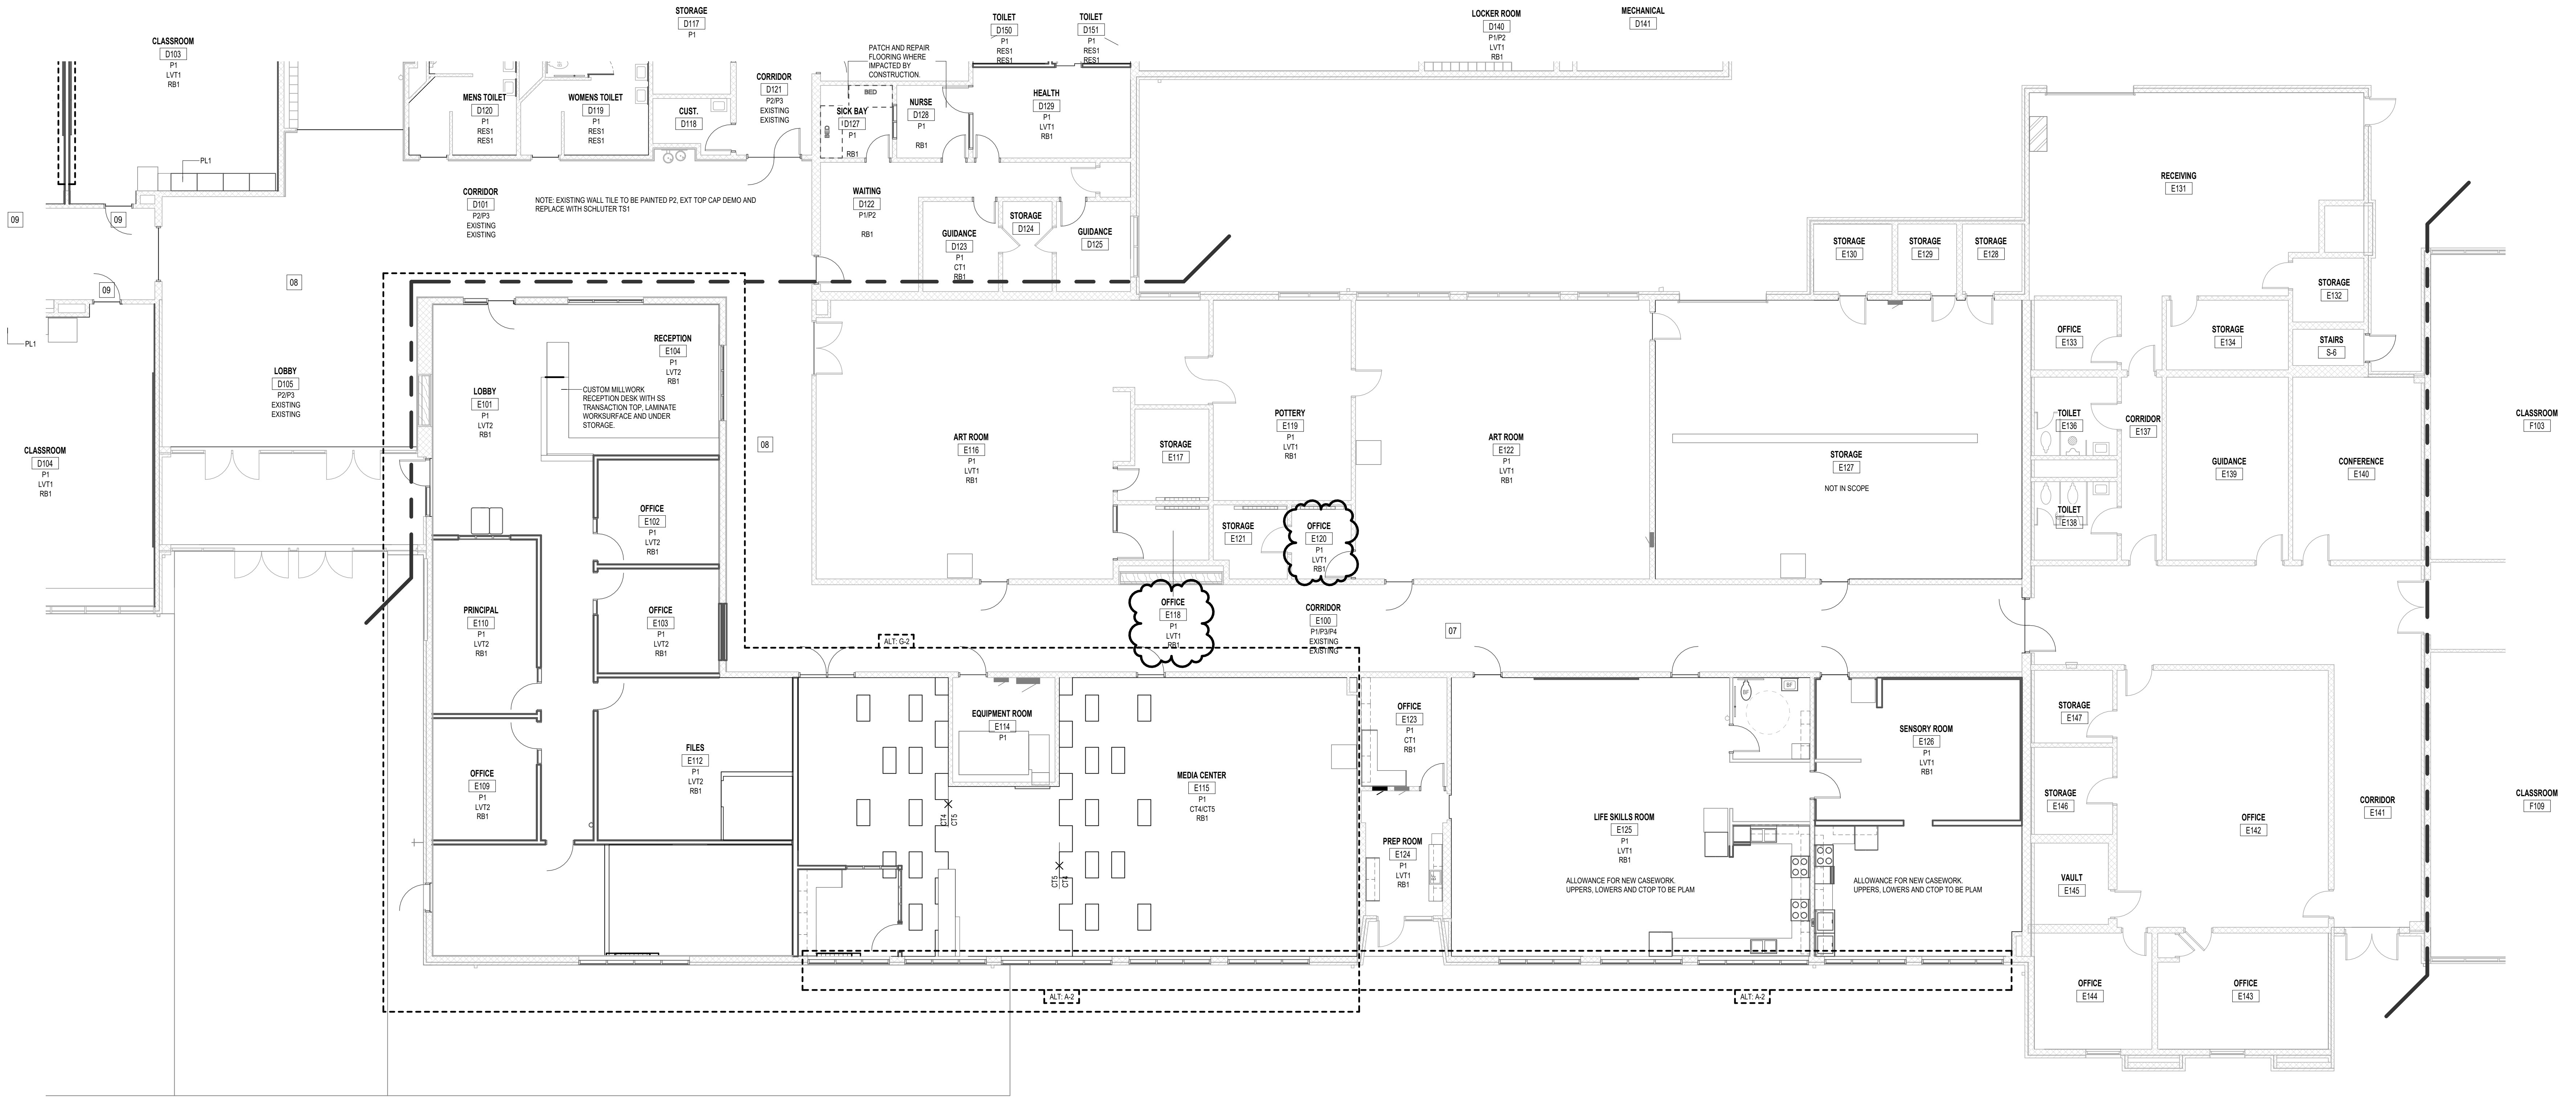 STORAGE
D117
P1
CLASSROOM
D103
P1
LVT1
RB1
TOILET
D150
P1
RES1
RES1
TOILET
D151
P1
RES1
RES1
LOCKER ROOM
D140
P1/P2
LVT1
RB1
MECHANICAL
D141
PATCH AND REPAIR
FLOORING WHERE
IMPACTED BY
CONSTRUCTION.
CORRIDOR
D121
P2/P3
EXISTING
EXISTING
MENS TOILET
D120
P1
RES1
RES1
WOMENS TOILET
D119
P1
RES1
RES1
CUST.
D118
BED
BED
SICK BAY
D127
P1
RB1
NURSE
D128
P1
RB1
HEALTH
D129
P1
LVT1
RB1
PL1
CORRIDOR
D101
P2/P3
EXISTING
EXISTING
NOTE: EXISTING WALL TILE TO BE PAINTED P2, EXT TOP CAP DEMO AND
REPLACE WITH SCHLUTER TS1
WAITING
D122
P1/P2
RB1
GUIDANCE
D123
P1
CT1
RB1
STORAGE
D124
GUIDANCE
D125
RECEIVING
E131
STORAGE
E130
STORAGE
E129
STORAGE
E128
STORAGE
E132
09
09
09
08
PL1
LOBBY
D105
P2/P3
EXISTING
EXISTING
CLASSROOM
D104
P1
LVT1
RB1
RECEPTION
E104
P1
LVT2
RB1
LOBBY
E101
P1
LVT2
RB1
CUSTOM MILLWORK
RECEPTION DESK WITH SS
TRANSACTION TOP, LAMINATE
WORKSURFACE AND UNDER
STORAGE.
08
OFFICE
E133
STORAGE
E134
STAIRS
S-6
ART ROOM
E116
P1
LVT1
RB1
STORAGE
E117
POTTERY
E119
P1
LVT1
RB1
ART ROOM
E122
P1
LVT1
RB1
STORAGE
E127
NOT IN SCOPE
TOILET
E136
CORRIDOR
E137
GUIDANCE
E139
CONFERENCE
E140
CLASSROOM
F103
TOILET
E138
OFFICE
E102
P1
LVT2
RB1
STORAGE
E121
OFFICE
E120
P1
LVT1
RB1
PRINCIPAL
E110
P1
LVT2
RB1
OFFICE
E103
P1
LVT2
RB1
ALT: G-2
OFFICE
E118
P1
LVT1
RB1
CORRIDOR
E100
P1/P3/P4
EXISTING
EXISTING
07
EQUIPMENT ROOM
E114
P1
OFFICE
E123
P1
CT1
RB1
BF
BF
SENSORY ROOM
E126
P1
LVT1
RB1
STORAGE
E147
FILES
E112
P1
LVT2
RB1
OFFICE
E109
P1
LVT2
RB1
MEDIA CENTER
E115
P1
CT4/CT5
RB1
CT4
CT5
CT5
CT4
PREP ROOM
E124
P1
LVT1
RB1
LIFE SKILLS ROOM
E125
P1
LVT1
RB1
ALLOWANCE FOR NEW CASEWORK.
UPPERS, LOWERS AND CTOP TO BE PLAM
ALLOWANCE FOR NEW CASEWORK.
UPPERS, LOWERS AND CTOP TO BE PLAM
STORAGE
E146
OFFICE
E142
CORRIDOR
E141
CLASSROOM
F109
VAULT
E145
ALT: A-2
ALT: A-2
OFFICE
E144
OFFICE
E143